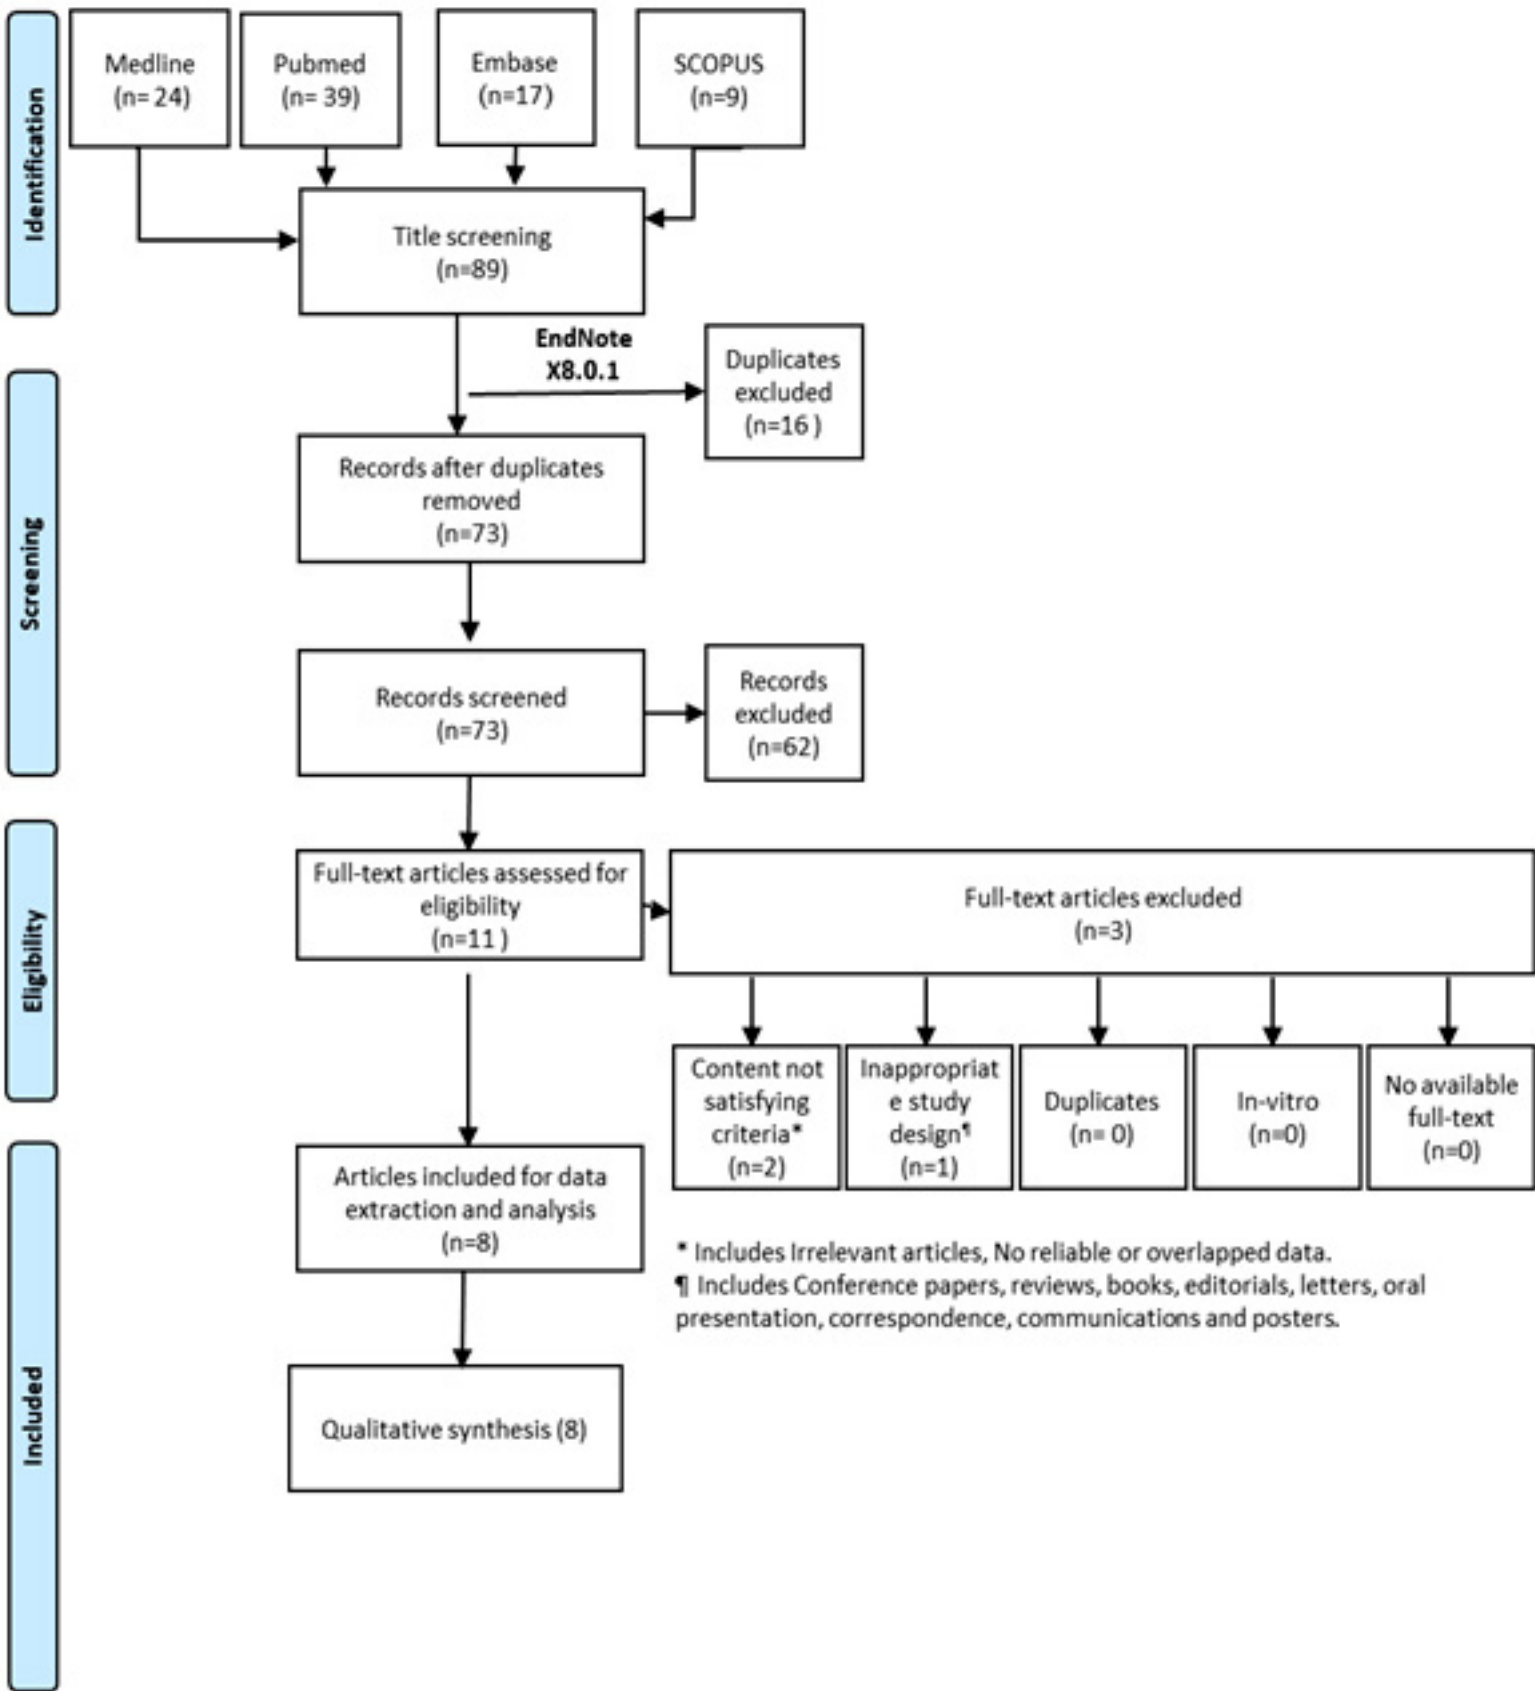 Identification
Medline
(n= 24)
Pubmed
(n= 39)
Embase
(n=17)
SCOPUS
(n=9)
Title screening
(n=89)
EndNote
X8.0.1
Duplicates
excluded
(n=16 )
Screening
Records after duplicates
removed
(n=73)
Records screened
(n=73)
Records
excluded
(n=62)
Eligibility
Full-text articles assessed for
eligibility
(n=11 )
Full-text articles excluded
(n=3)
Content not
satisfying
criteria*
(n=2)
Inappropriat
e study
design¶
(n=1)
Duplicates
(n= 0)
In-vitro
(n=0)
No available
full-text
(n=0)
Included
Articles included for data
extraction and analysis
(n=8)
* Includes Irrelevant articles, No reliable or overlapped data.
¶ Includes Conference papers, reviews, books, editorials, letters, oral
presentation, correspondence, communications and posters.
Qualitative synthesis (8)